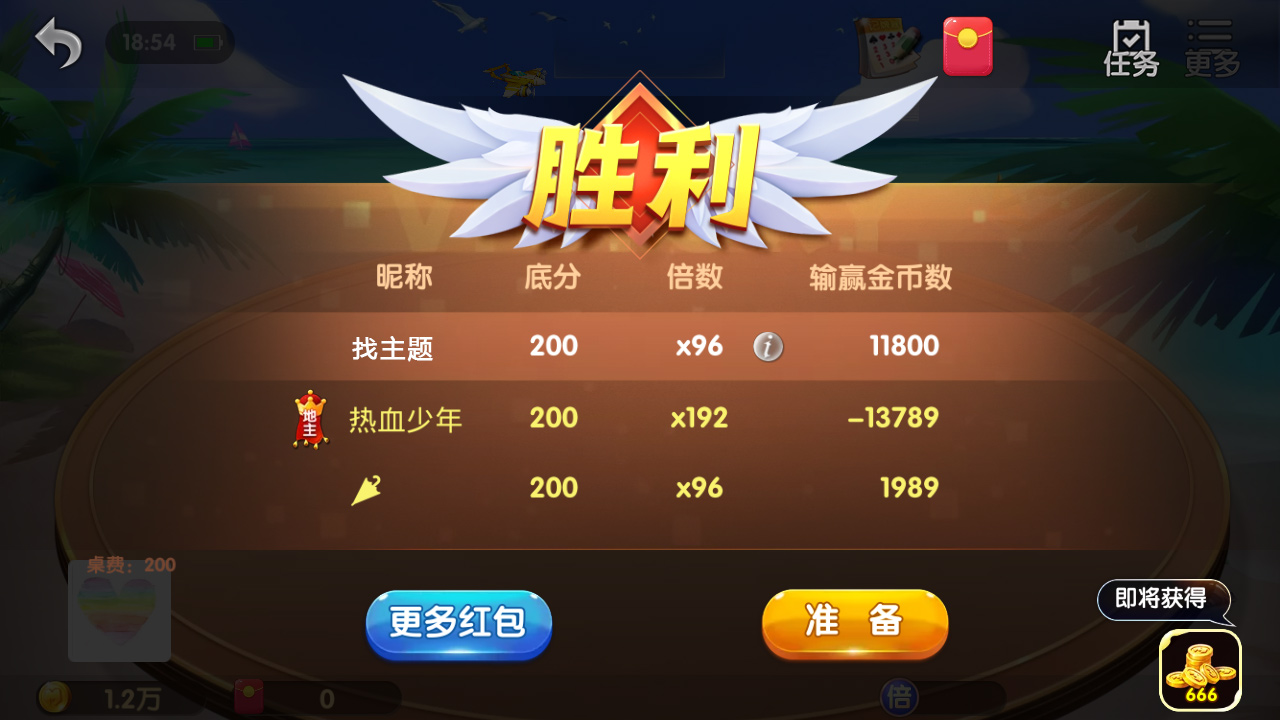 18:54
任务
更多
胜利
昵称 底分 倍数 输赢金币数
找主题 200 x96 i 11800
地主 热血少年 200 x192 -13789
200 x96 1989
桌费：200
更多红包
准 备
即将获得
666
1.2万
0
倍